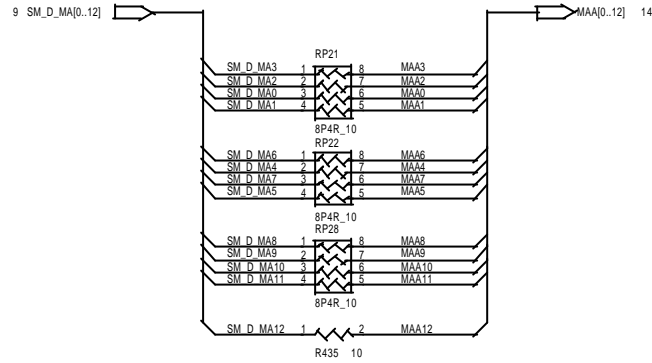 9 SM_D_MA[0..12] MAA[0..12] 14
RP21
SM_D_MA3 1 8 MAA3
SM_D_MA2 2 7 MAA2
SM_D_MA0 3 6 MAA0
SM_D_MA1 4 5 MAA1
8P4R_10
RP22
SM_D_MA6 1 8 MAA6
SM_D_MA4 2 7 MAA4
SM_D_MA7 3 6 MAA7
SM_D_MA5 4 5 MAA5
8P4R_10
RP28
SM_D_MA8 1 8 MAA8
SM_D_MA9 2 7 MAA9
SM_D_MA10 3 6 MAA10
SM_D_MA11 4 5 MAA11
8P4R_10
SM_D_MA12 1 2 MAA12
R435 10